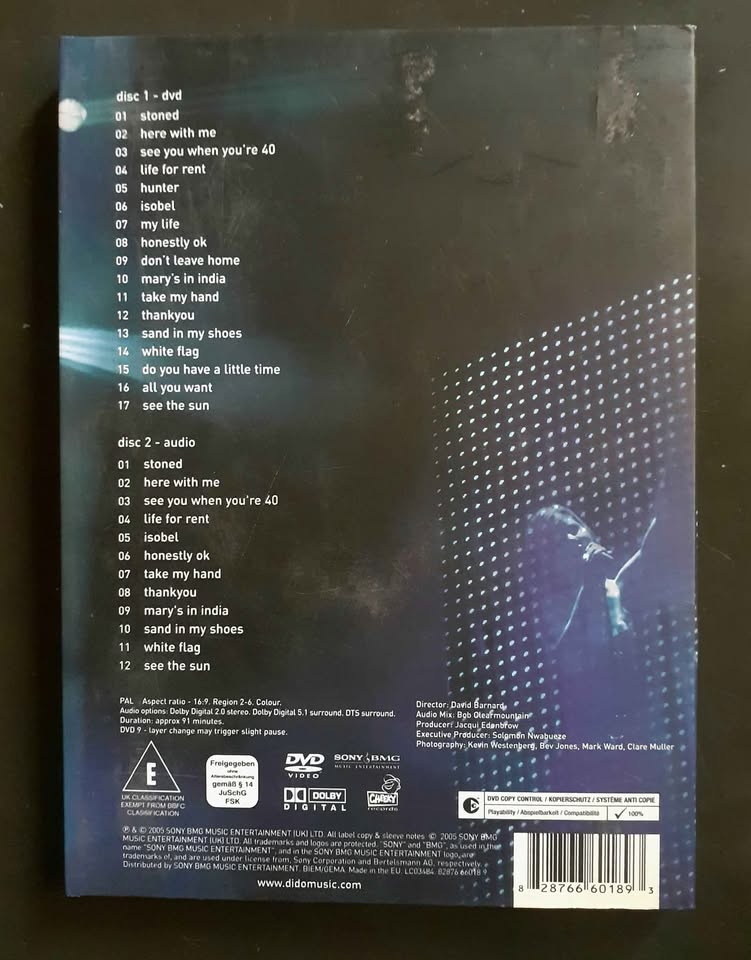 disc 1 - dvd
01 stoned
02 here with me
03 see you when you're 40
04 life for rent
05 hunter
06 isobel
07 my life
08 honestly ok
09 don't leave home
10 mary's in india
11 take my hand
12 thankyou
13 sand in my shoes
14 white flag
15 do you have a little time
16 all you want
17 see the sun
disc 2 - audio
01 stoned
02 here with me
03 see you when you're 40
04 life for rent
05 isobel
06 honestly ok
07 take my hand
08 thankyou
09 mary's in india
10 sand in my shoes
11 white flag
12 see the sun
PAL Aspect ratio - 16:9. Region 2-6. Colour.
Audio options: Dolby Digital 2.0 stereo. Dolby Digital 5.1 surround. DTS surround.
Duration: approx 91 minutes.
DVD 9 - layer change may trigger slight pause.
Director: David Barnard
Audio Mix: Bob Clearmountain
Producer: Jacqui Edenbrow
Executive Producer: Solomon Nwabueze
Photography: Kevin Westenberg, Bev Jones, Mark Ward, Clare Muller
E
UK CLASSIFICATION
EXEMPT FROM BBFC
CLASSIFICATION
Freigegeben
ohne
Altersbeschränkung
gemäß § 14
JuSchG
FSK
DVD
VIDEO
SONY BMG
MUSIC ENTERTAINMENT
DOLBY
DIGITAL
CHEEKY
records
DVD COPY CONTROL / KOPIERSCHUTZ / SYSTÈME ANTI COPIE
Playability / Abspielbarkeit / Compatibilité 100%
℗ & © 2005 SONY BMG MUSIC ENTERTAINMENT (UK) LTD. All label copy & sleeve notes © 2005 SONY BMG
MUSIC ENTERTAINMENT (UK) LTD. All trademarks and logos are protected. "SONY" and "BMG", as used in the
name "SONY BMG MUSIC ENTERTAINMENT", and in the SONY BMG MUSIC ENTERTAINMENT logo, are
trademarks of, and are used under license from, Sony Corporation and Bertelsmann AG, respectively.
Distributed by SONY BMG MUSIC ENTERTAINMENT. BIEM/GEMA. Made in the EU. LC03484 82876 66018 9
www.didomusic.com
8 28766 60189 3